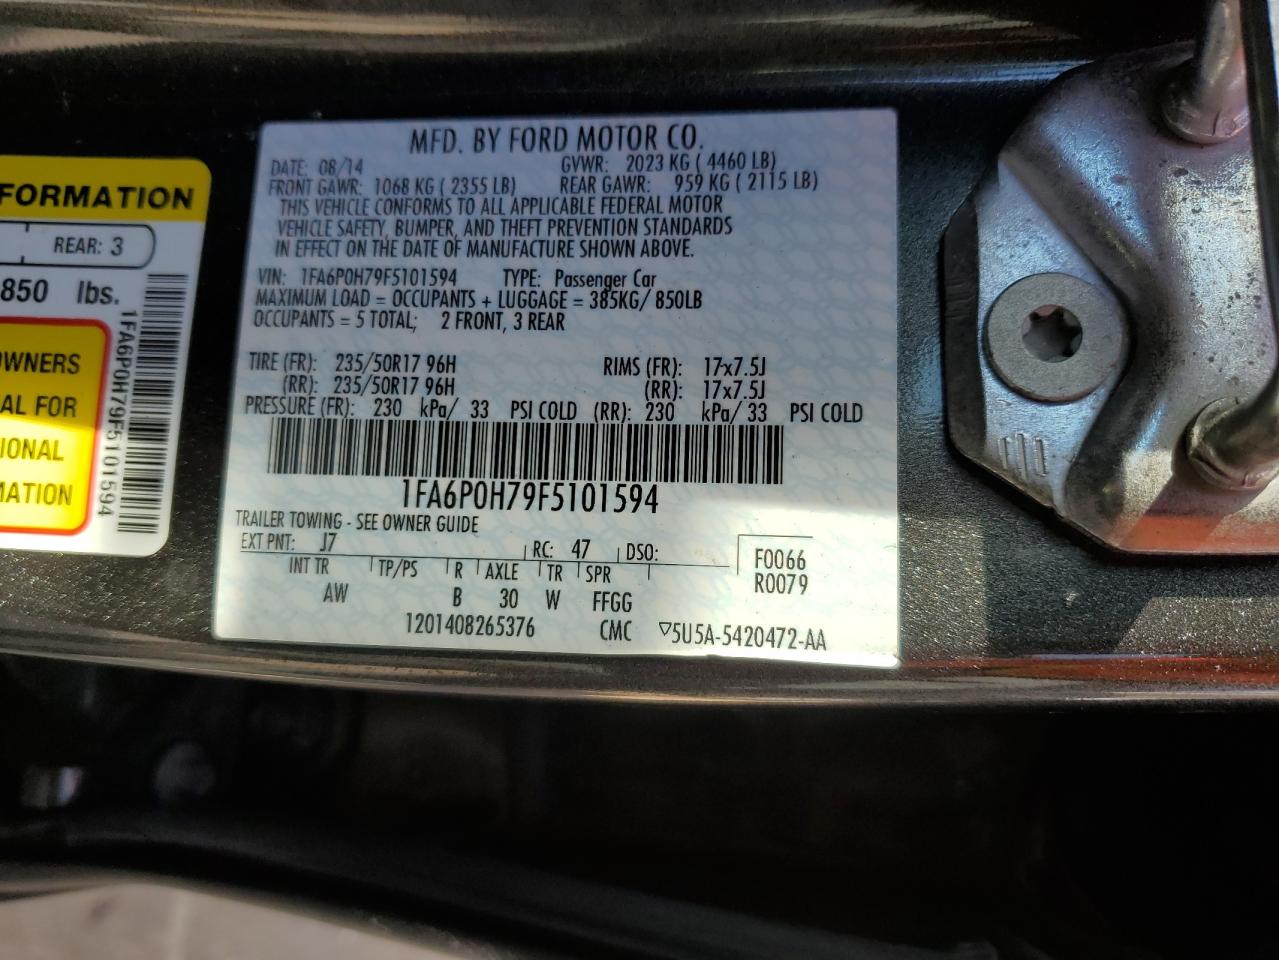 FORMATION
REAR: 3
850 lbs.
OWNERS
AL FOR
IONAL
MATION
1FA6P0H79F5101594
MFD. BY FORD MOTOR CO.
DATE: 08/14 GVWR: 2023 KG ( 4460 LB)
FRONT GAWR: 1068 KG ( 2355 LB) REAR GAWR: 959 KG ( 2115 LB)
THIS VEHICLE CONFORMS TO ALL APPLICABLE FEDERAL MOTOR
VEHICLE SAFETY, BUMPER, AND THEFT PREVENTION STANDARDS
IN EFFECT ON THE DATE OF MANUFACTURE SHOWN ABOVE.
VIN: 1FA6P0H79F5101594 TYPE: Passenger Car
MAXIMUM LOAD = OCCUPANTS + LUGGAGE = 385KG/ 850LB
OCCUPANTS = 5 TOTAL; 2 FRONT, 3 REAR
TIRE (FR): 235/50R17 96H RIMS (FR): 17x7.5J
(RR): 235/50R17 96H (RR): 17x7.5J
PRESSURE (FR): 230 kPa/ 33 PSI COLD (RR): 230 kPa/ 33 PSI COLD
1FA6P0H79F5101594
TRAILER TOWING - SEE OWNER GUIDE
EXT PNT: J7 RC: 47 DSO: F0066
INT TR TP/PS R AXLE TR SPR R0079
AW B 30 W FFGG
1201408265376 CMC ▽5U5A-5420472-AA